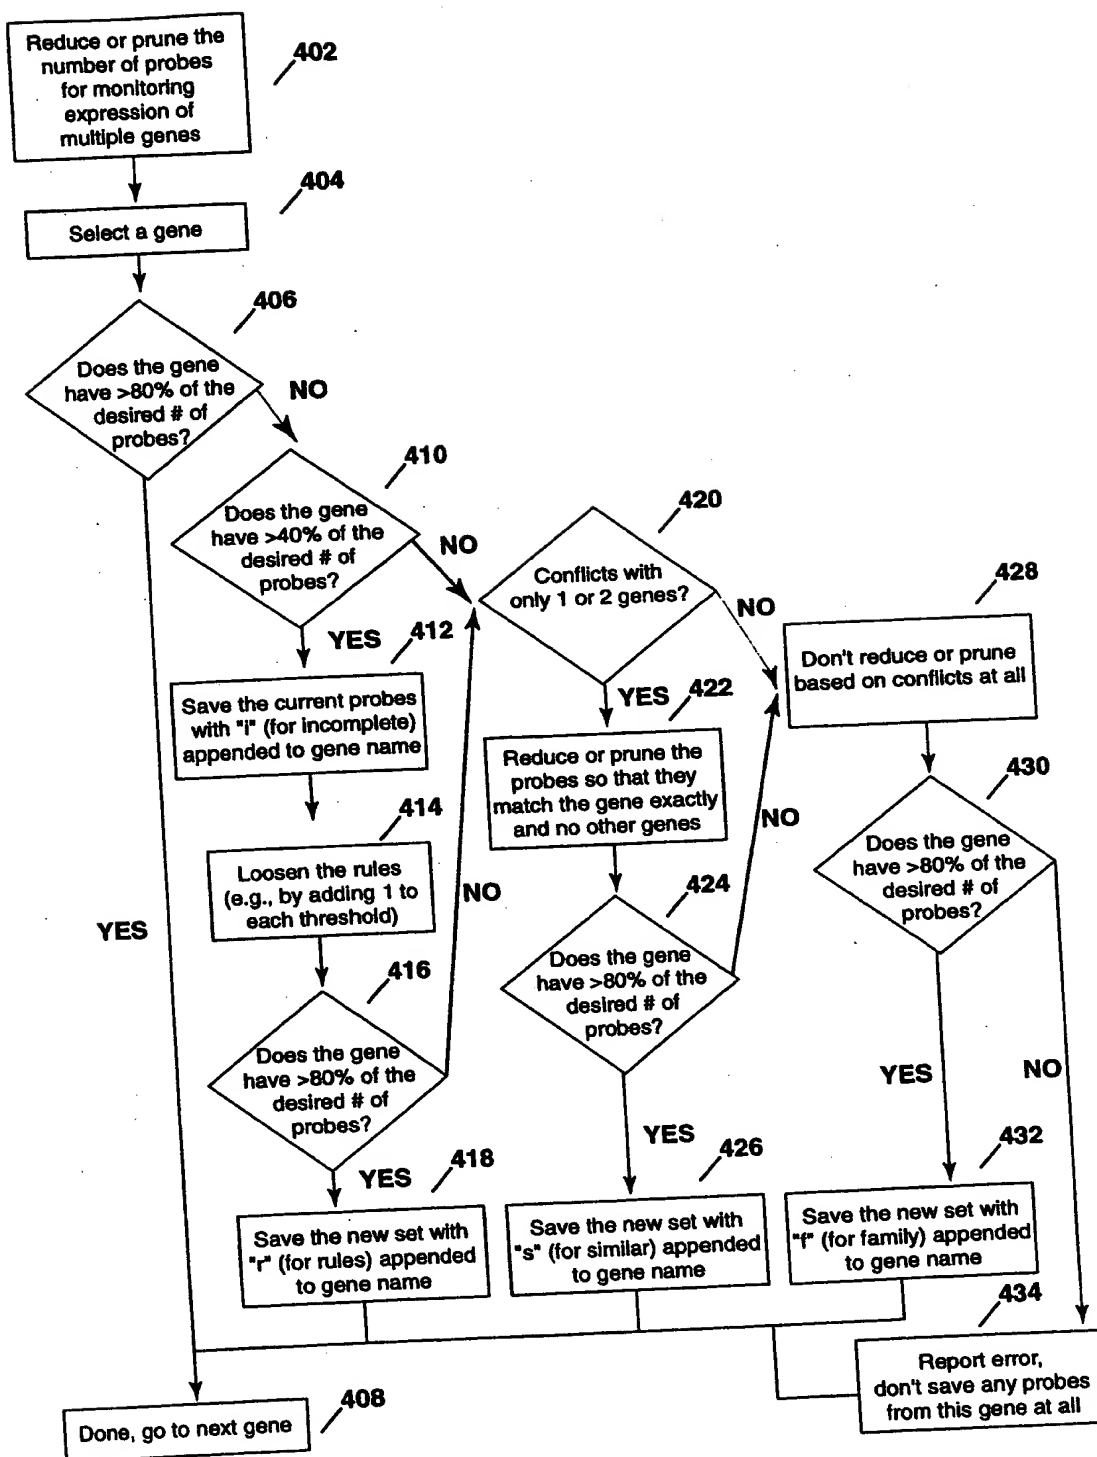 Reduce or prune the
number of probes
for monitoring
expression of
multiple genes
402
404
Select a gene
406
Does the gene
have >80% of the
desired # of
probes?
NO
410
Does the gene
have >40% of the
desired # of
probes?
NO
420
Conflicts with
only 1 or 2 genes?
NO
428
Don't reduce or prune
based on conflicts at all
YES
412
Save the current probes
with "i" (for incomplete)
appended to gene name
YES
422
Reduce or prune the
probes so that they
match the gene exactly
and no other genes
NO
430
Does the gene
have >80% of the
desired # of
probes?
414
Loosen the rules
(e.g., by adding 1 to
each threshold)
NO
YES
424
Does the gene
have >80% of the
desired # of
probes?
416
Does the gene
have >80% of the
desired # of
probes?
YES
NO
YES
418
Save the new set with
"r" (for rules) appended
to gene name
YES
426
Save the new set with
"s" (for similar) appended
to gene name
432
Save the new set with
"f" (for family) appended
to gene name
434
Report error,
don't save any probes
from this gene at all
408
Done, go to next gene